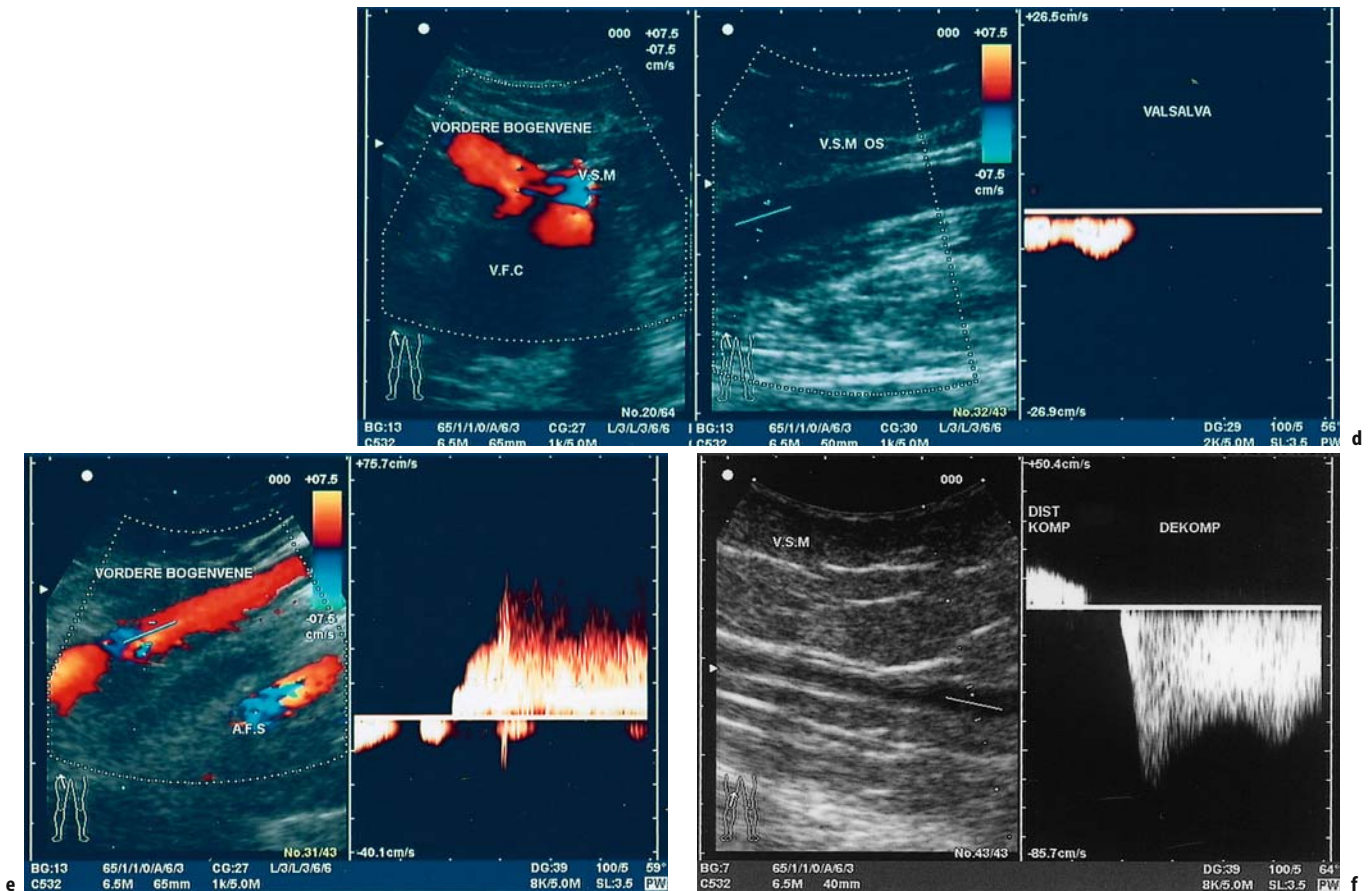 000 +07.5
-07.5
cm/s
VORDERE BOGENVENE
V.S.M
V.F.C
No.20/64
BG:13 65/1/1/0/A/6/3 CG:27 L/3/L/3/6/6
C532 6.5M 65mm 1k/5.0M
000 +07.5
V.S.M OS
-07.5
cm/s
No.32/43
BG:13 65/1/1/0/A/6/3 CG:30 L/3/L/3/6/6
C532 6.5M 50mm 1k/5.0M
+26.5cm/s
VALSALVA
-26.9cm/s
DG:29 100/5 56°
2K/5.0M SL:3.5 PW
d
000 +07.5
VORDERE BOGENVENE
-07.5
cm/s
A.F.S
No.31/43
BG:13 65/1/1/0/A/6/3 CG:27 L/3/L/3/6/6
C532 6.5M 65mm 1k/5.0M
+75.7cm/s
-40.1cm/s
DG:39 100/5 59°
8K/5.0M SL:3.5 PW
e
000
V.S.M
No.43/43
BG:7 65/1/1/0/A/6/3
C532 6.5M 40mm
+50.4cm/s
DIST
KOMP DEKOMP
-85.7cm/s
DG:39 100/5 64°
8K/5.0M SL:3.5 PW
f